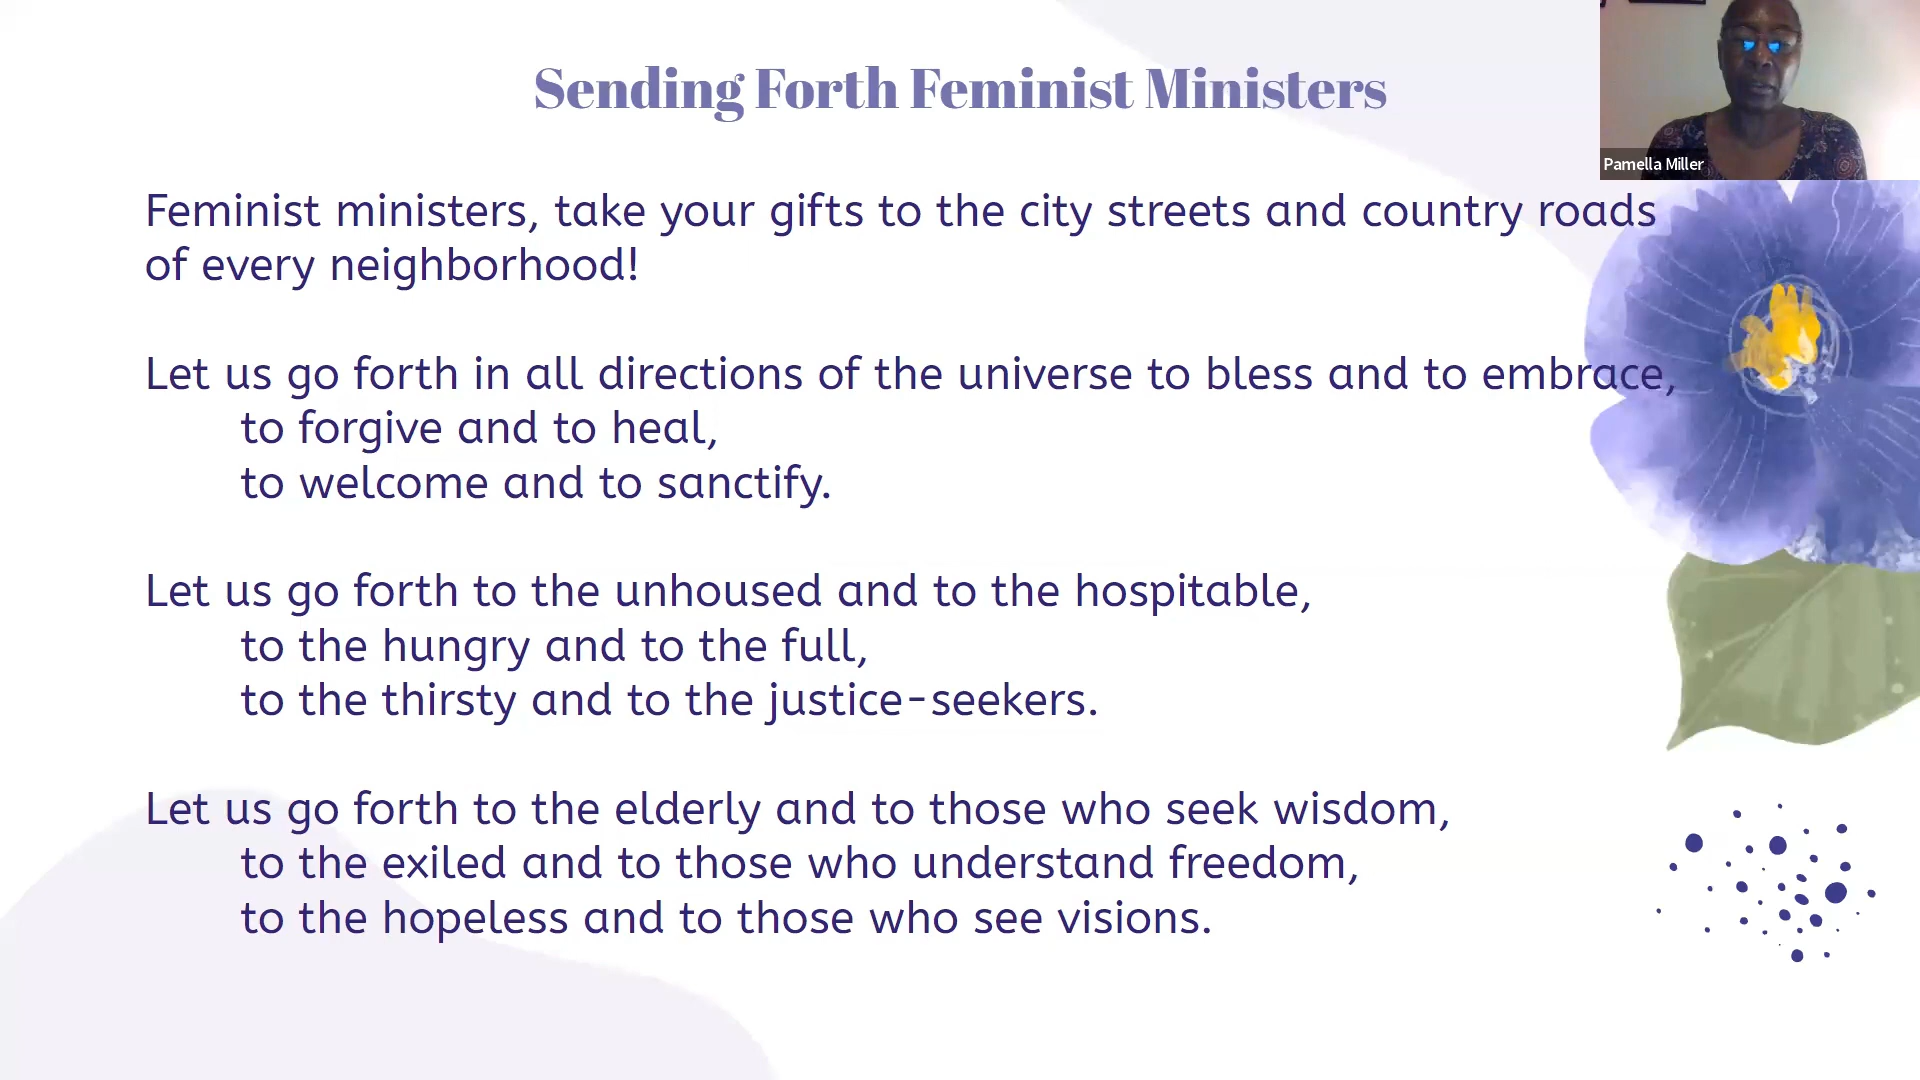 Sending Forth Feminist Ministers
Pamella Miller
Feminist ministers, take your gifts to the city streets and country roads
of every neighborhood!
Let us go forth in all directions of the universe to bless and to embrace,
to forgive and to heal,
to welcome and to sanctify.
Let us go forth to the unhoused and to the hospitable,
to the hungry and to the full,
to the thirsty and to the justice-seekers.
Let us go forth to the elderly and to those who seek wisdom,
to the exiled and to those who understand freedom,
to the hopeless and to those who see visions.